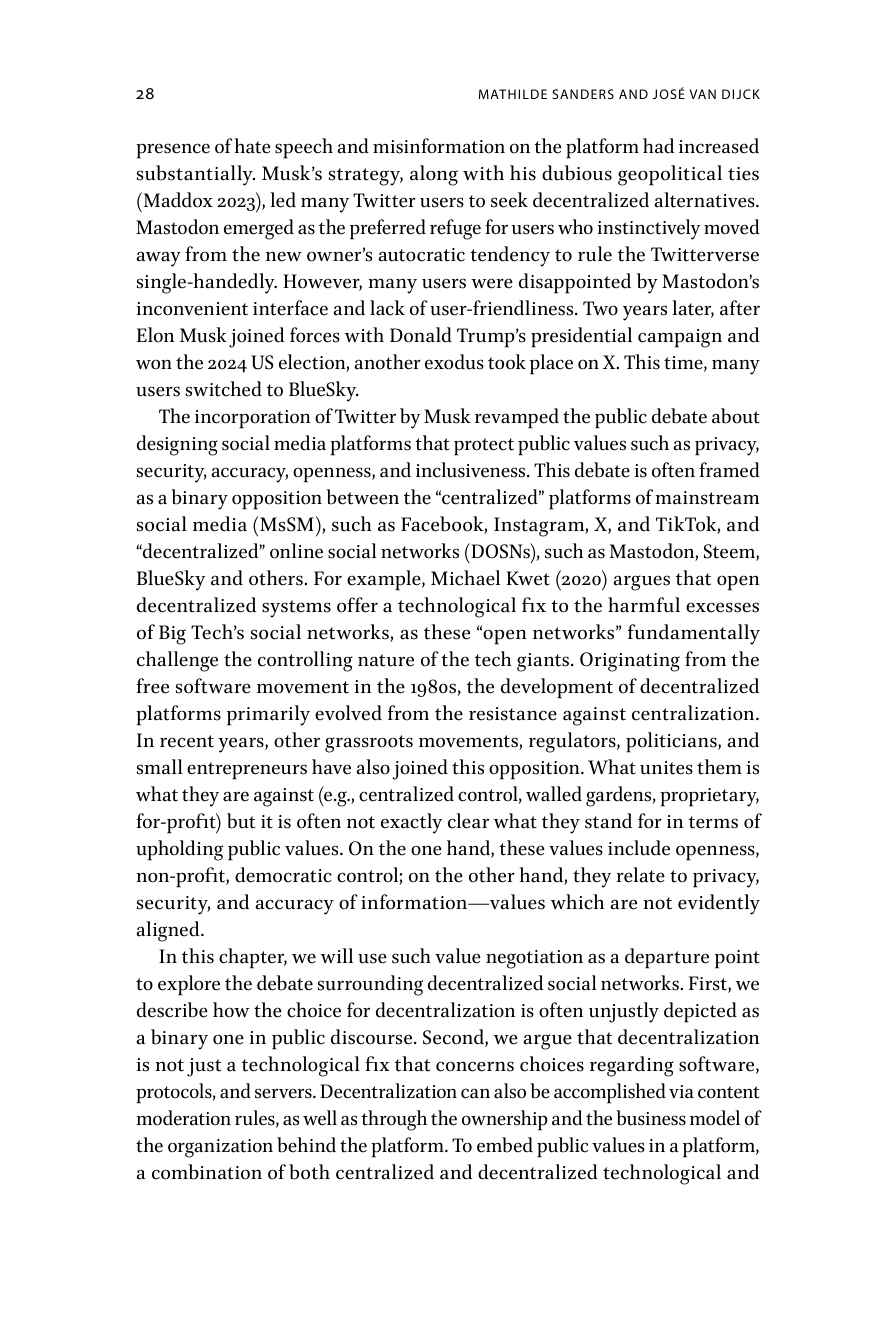 28
MATHILDE SANDERS AND JOSÉ VAN DIJCK
presence of hate speech and misinformation on the platform had increased
substantially. Musk’s strategy, along with his dubious geopolitical ties
(Maddox 2023), led many Twitter users to seek decentralized alternatives.
Mastodon emerged as the preferred refuge for users who instinctively moved
away from the new owner’s autocratic tendency to rule the Twitterverse
single-handedly. However, many users were disappointed by Mastodon’s
inconvenient interface and lack of user-friendliness. Two years later, after
Elon Musk joined forces with Donald Trump’s presidential campaign and
won the 2024 US election, another exodus took place on X. This time, many
users switched to BlueSky.
The incorporation of Twitter by Musk revamped the public debate about
designing social media platforms that protect public values such as privacy,
security, accuracy, openness, and inclusiveness. This debate is often framed
as a binary opposition between the “centralized” platforms of mainstream
social media (MsSM), such as Facebook, Instagram, X, and TikTok, and
“decentralized” online social networks (DOSNs), such as Mastodon, Steem,
BlueSky and others. For example, Michael Kwet (2020) argues that open
decentralized systems offer a technological fix to the harmful excesses
of Big Tech’s social networks, as these “open networks” fundamentally
challenge the controlling nature of the tech giants. Originating from the
free software movement in the 1980s, the development of decentralized
platforms primarily evolved from the resistance against centralization.
In recent years, other grassroots movements, regulators, politicians, and
small entrepreneurs have also joined this opposition. What unites them is
what they are against (e.g., centralized control, walled gardens, proprietary,
for-profit) but it is often not exactly clear what they stand for in terms of
upholding public values. On the one hand, these values include openness,
non-profit, democratic control; on the other hand, they relate to privacy,
security, and accuracy of information—values which are not evidently
aligned.
In this chapter, we will use such value negotiation as a departure point
to explore the debate surrounding decentralized social networks. First, we
describe how the choice for decentralization is often unjustly depicted as
a binary one in public discourse. Second, we argue that decentralization
is not just a technological fix that concerns choices regarding software,
protocols, and servers. Decentralization can also be accomplished via content
moderation rules, as well as through the ownership and the business model of
the organization behind the platform. To embed public values in a platform,
a combination of both centralized and decentralized technological and